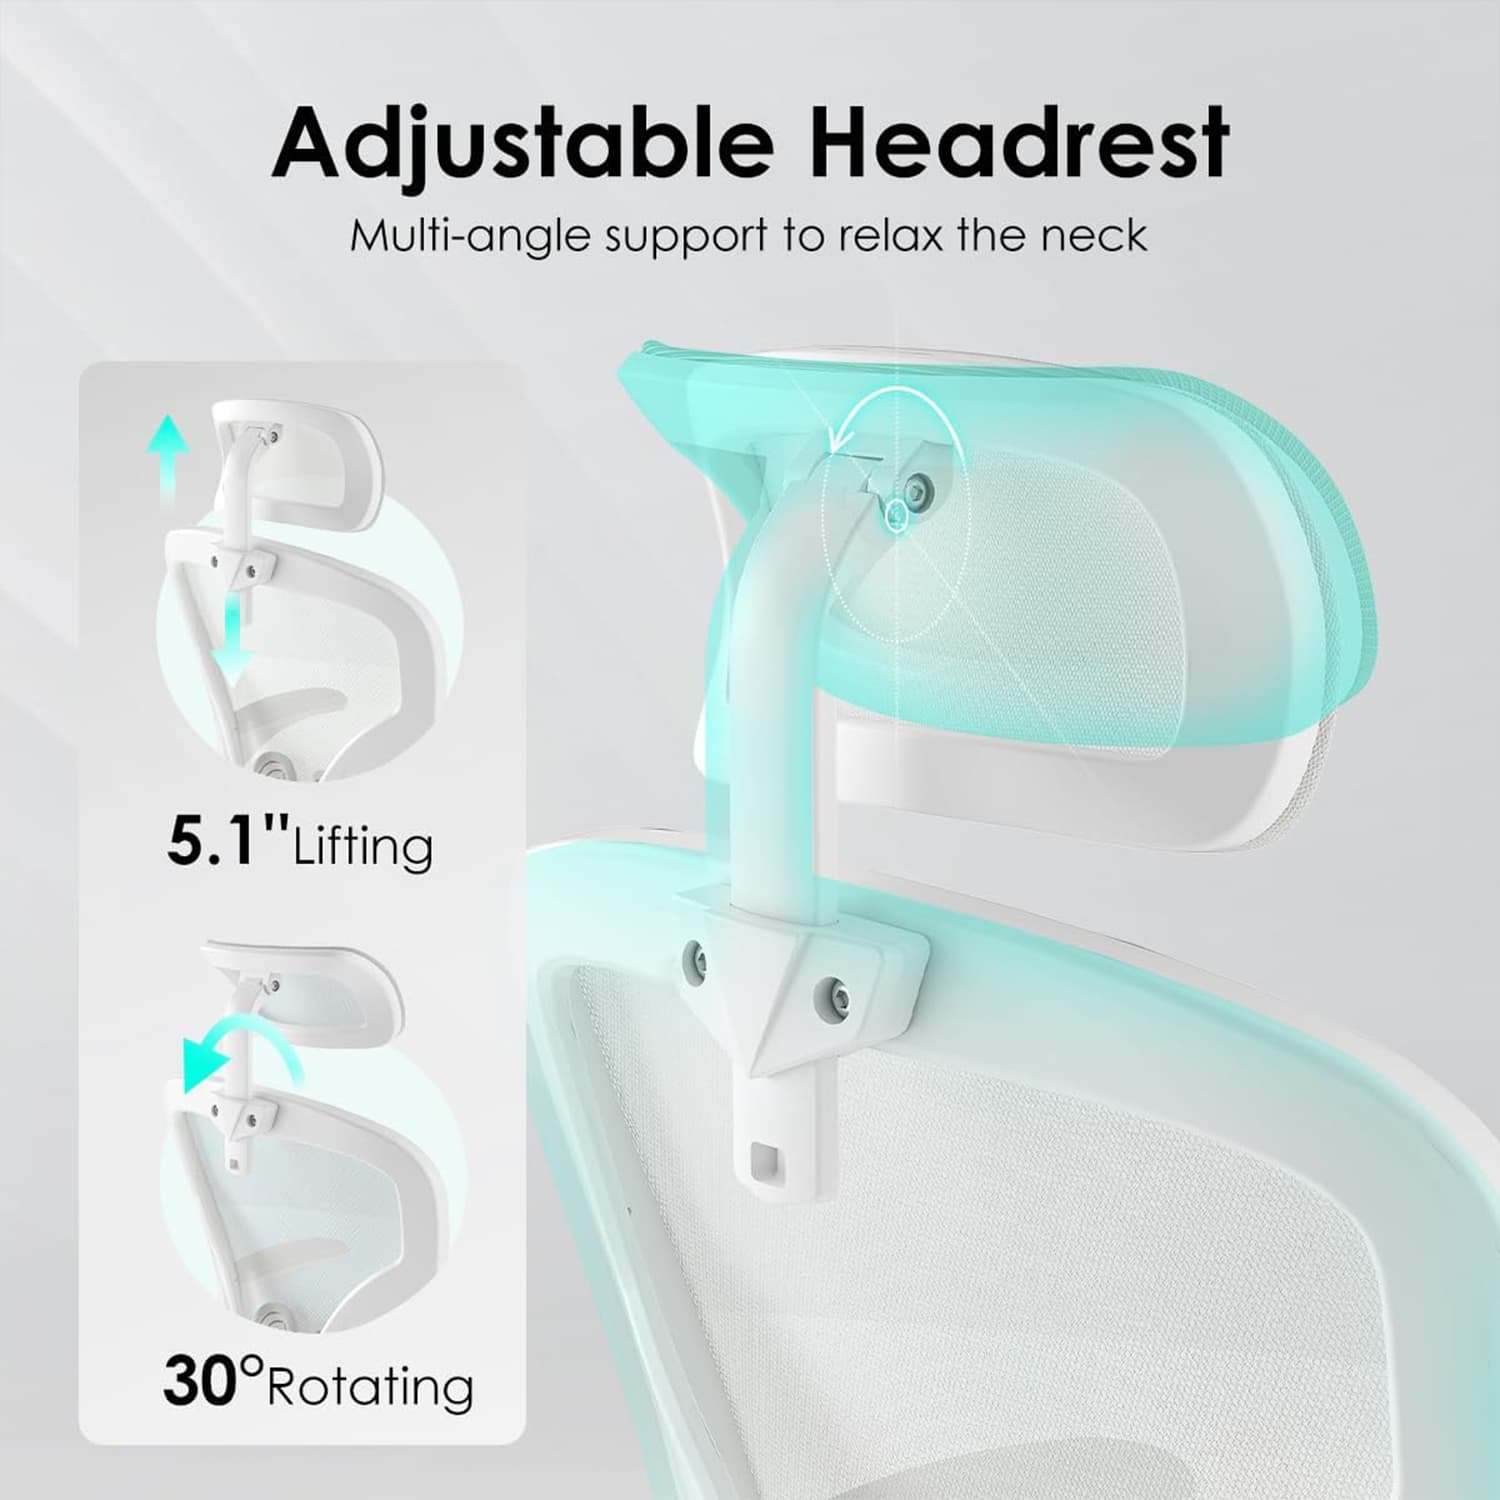 Adjustable Headrest
Multi-angle support to relax the neck
5.1"Lifting
30°Rotating